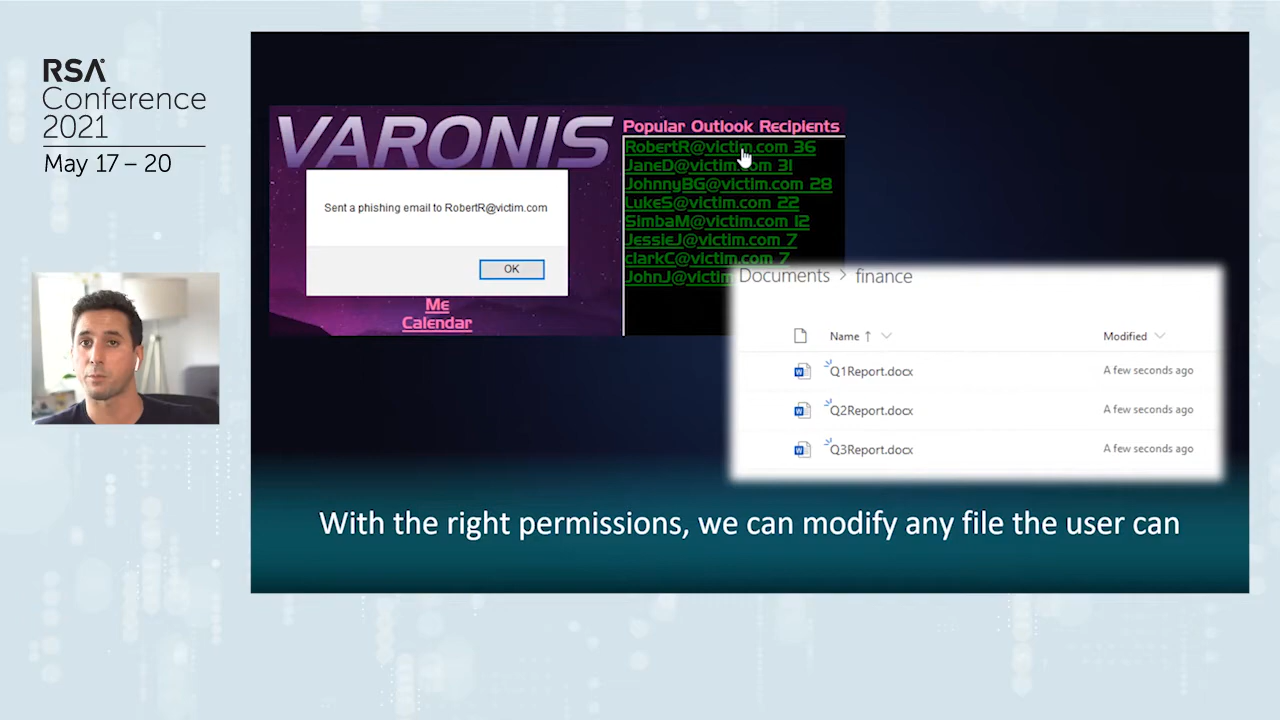 RSA
Conference
2021
May 17 – 20
VARONIS
Sent a phishing email to RobertR@victim.com
OK
Me
Calendar
Popular Outlook Recipients
RobertR@victim.com 36
JaneD@victim.com 31
JohnnyBG@victim.com 28
LukeS@victim.com 22
SimbaM@victim.com 12
JessieJ@victim.com 7
clarkC@victim.com 7
JohnJ@victim
Documents > finance
Name ↑ Modified
Q1Report.docx A few seconds ago
Q2Report.docx A few seconds ago
Q3Report.docx A few seconds ago
With the right permissions, we can modify any file the user can